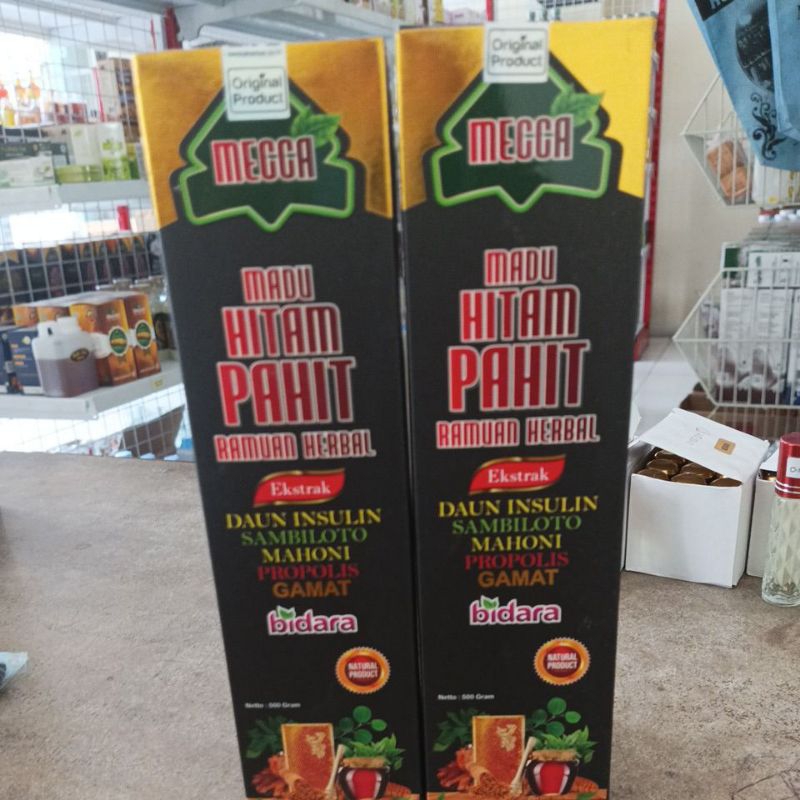 Original
Product
MECCA
MADU
HITAM
PAHIT
RAMUAN HERBAL
Ekstrak
DAUN INSULIN
SAMBILOTO
MAHONI
PROPOLIS
GAMAT
bidara
NATURAL
PRODUCT
Netto : 500 Gram
Original
Product
MECCA
MADU
HITAM
PAHIT
RAMUAN HERBAL
Ekstrak
DAUN INSULIN
SAMBILOTO
MAHONI
PROPOLIS
GAMAT
bidara
NATURAL
PRODUCT
Netto : 500 Gram